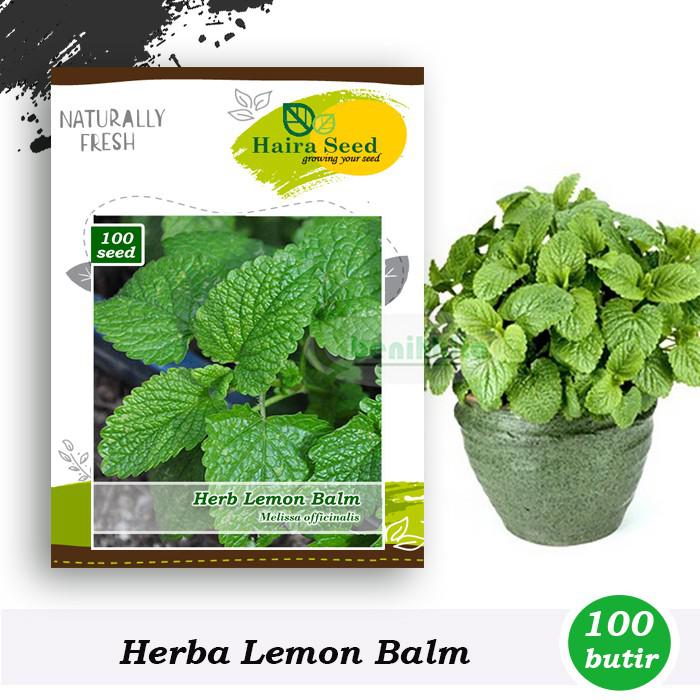 NATURALLY
FRESH
Haira Seed
growing your seed
100
seed
Herb Lemon Balm
Melissa officinalis
Herba Lemon Balm
100
butir